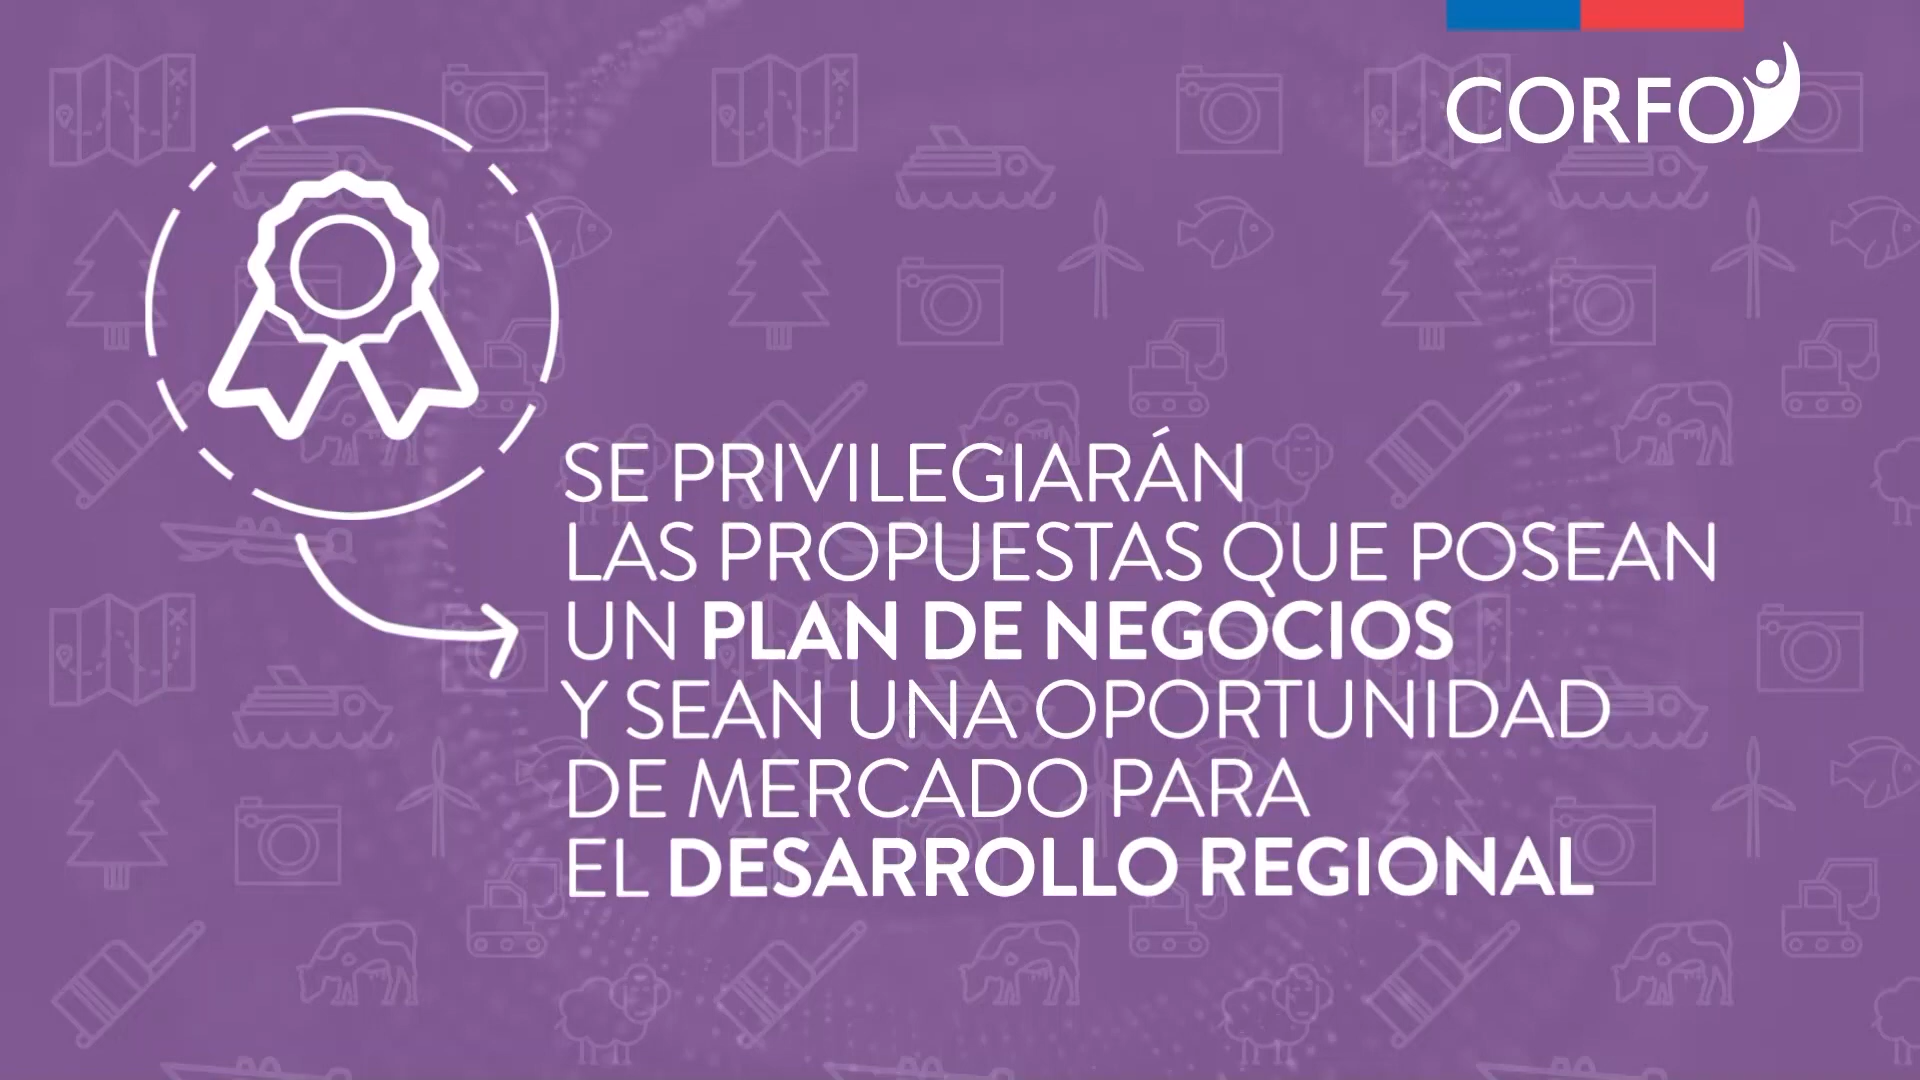 CORFO
SE PRIVILEGIARÁN
LAS PROPUESTAS QUE POSEAN
UN PLAN DE NEGOCIOS
Y SEAN UNA OPORTUNIDAD
DE MERCADO PARA
EL DESARROLLO REGIONAL